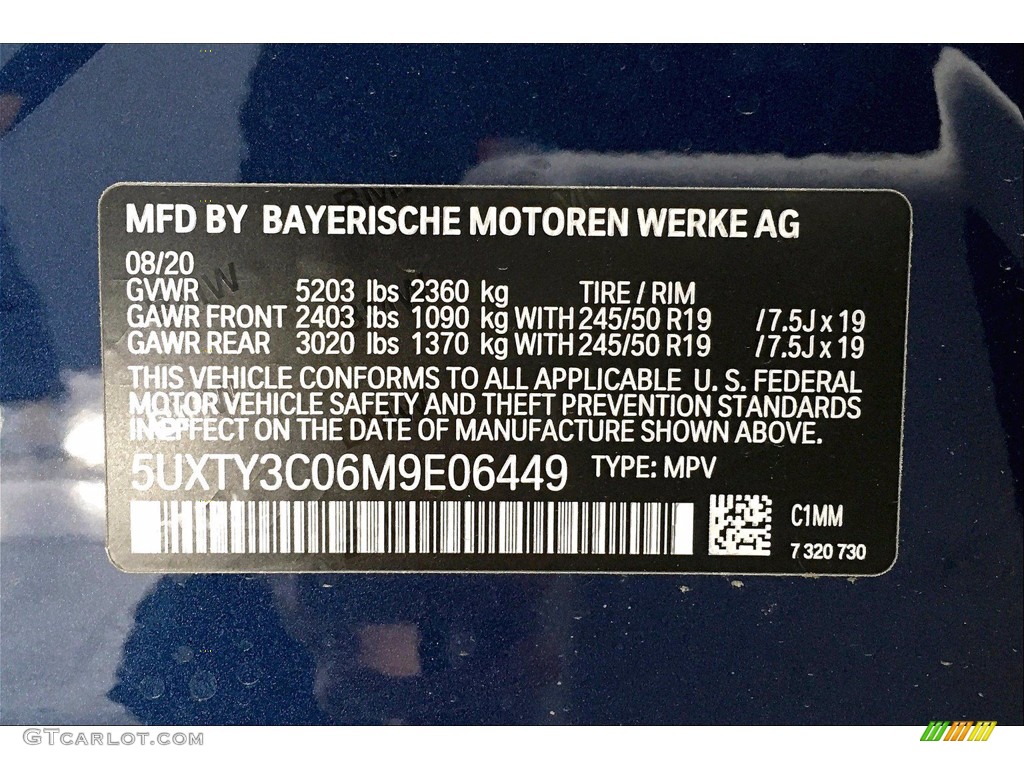 MFD BY BAYERISCHE MOTOREN WERKE AG
08/20
GVWR 5203 lbs 2360 kg TIRE / RIM
GAWR FRONT 2403 lbs 1090 kg WITH 245/50 R19 /7.5J x 19
GAWR REAR 3020 lbs 1370 kg WITH 245/50 R19 /7.5J x 19
THIS VEHICLE CONFORMS TO ALL APPLICABLE U. S. FEDERAL
MOTOR VEHICLE SAFETY AND THEFT PREVENTION STANDARDS
IN EFFECT ON THE DATE OF MANUFACTURE SHOWN ABOVE.
5UXTY3C06M9E06449 TYPE: MPV
C1MM
7 320 730
GTcarlot.com